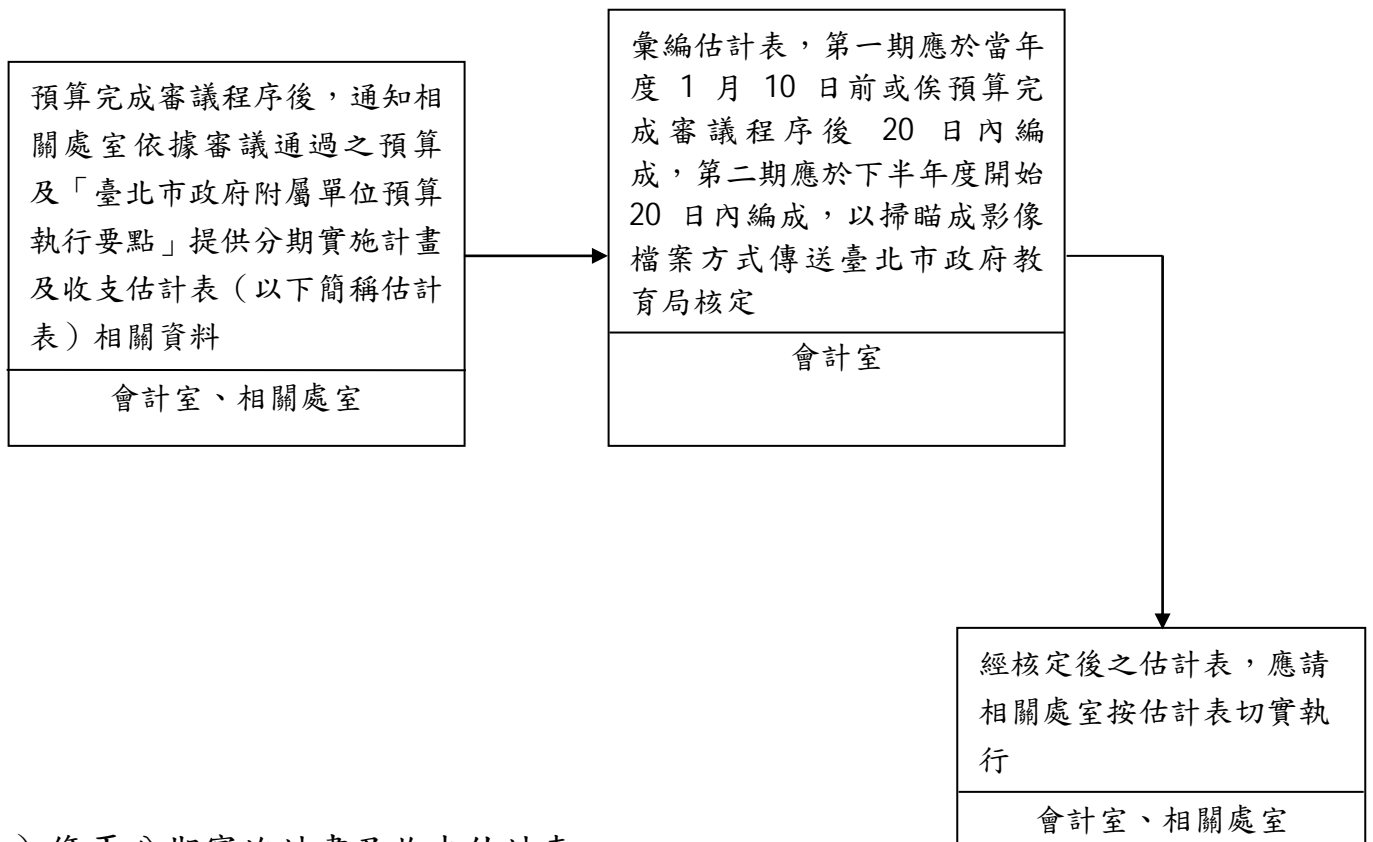 預算完成審議程序後，通知相
關處室依據審議通過之預算
及「臺北市政府附屬單位預算
執行要點」提供分期實施計畫
及收支估計表（以下簡稱估計
表）相關資料
會計室、相關處室
彙編估計表，第一期應於當年
度 1 月 10 日前或俟預算完
成審議程序後 20 日內編
成，第二期應於下半年度開始
20 日內編成，以掃瞄成影像
檔案方式傳送臺北市政府教
育局核定
會計室
經核定後之估計表，應請
相關處室按估計表切實執
行
會計室、相關處室